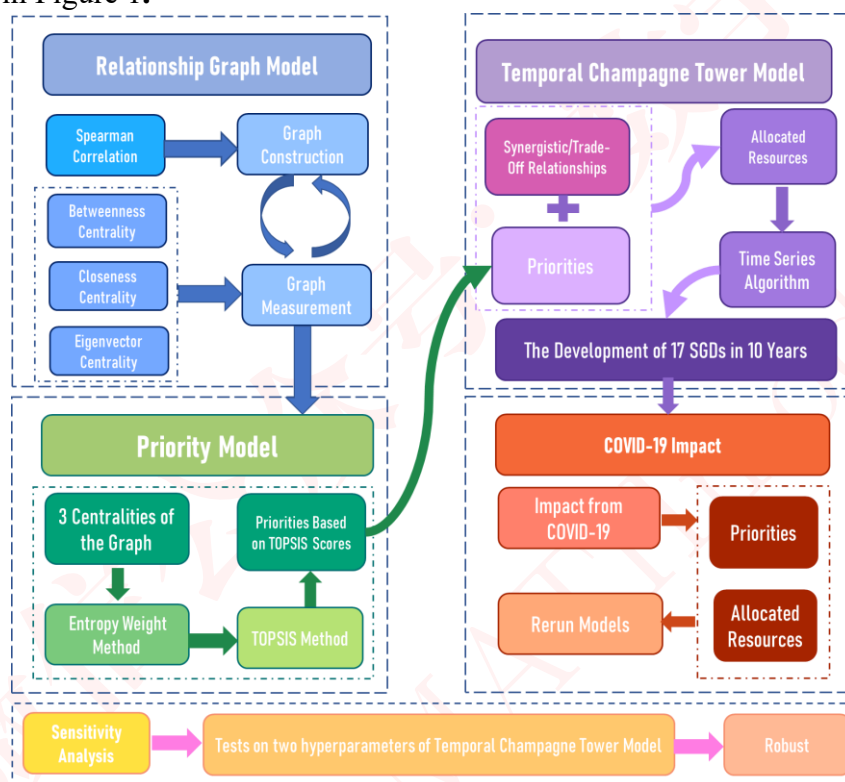 in Figure 1.
Relationship Graph Model
Spearman
Correlation
Graph
Construction
Betweenness
Centrality
Closeness
Centrality
Eigenvector
Centrality
Graph
Measurement
Priority Model
3 Centralities of
the Graph
Priorities Based
on TOPSIS Scores
Entropy Weight
Method
TOPSIS Method
Temporal Champagne Tower Model
Synergistic/Trade-
Off Relationships
Priorities
Allocated
Resources
Time Series
Algorithm
The Development of 17 SGDs in 10 Years
COVID-19 Impact
Impact from
COVID-19
Priorities
Rerun Models
Allocated
Resources
Sensitivity
Analysis
Tests on two hyperparameters of Temporal Champagne Tower Model
Robust